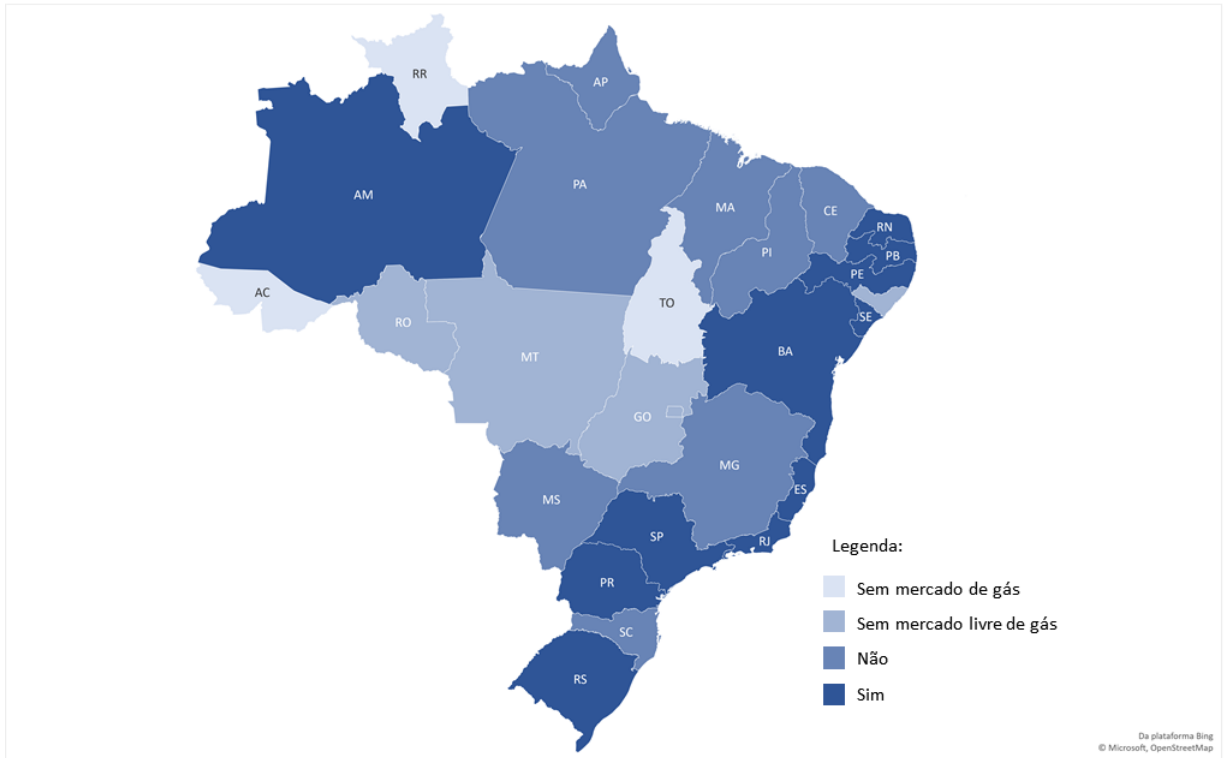 RR
AP
AM
PA
MA
CE
RN
PI
PB
PE
AC
TO
SE
RO
BA
MT
GO
MG
MS
ES
SP
RJ
PR
SC
RS
Legenda:
Sem mercado de gás
Sem mercado livre de gás
Não
Sim
Da plataforma Bing
© Microsoft, OpenStreetMap